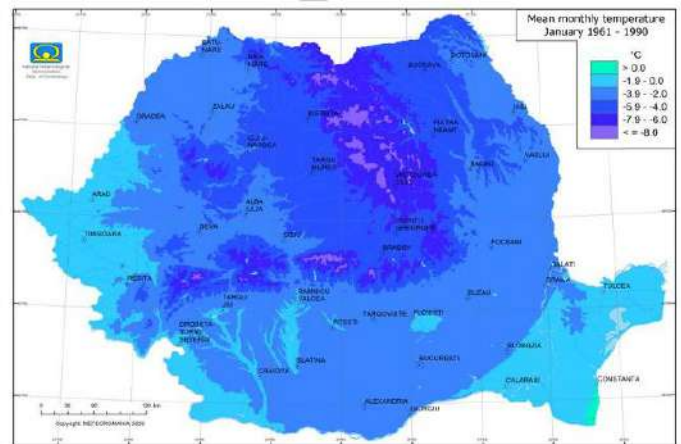 Mean monthly temperature
January 1961 - 1990
°C
> 0.0
-1.9 - 0.0
-3.9 - -2.0
-5.9 - -4.0
-7.9 - -6.0
< = -8.0
SATU-
MARE
BAIA
MARE
SUCEAVA
BOTOSANI
IASI
ORADEA
ZALAU
BISTRITA
PIATRA
NEAMT
CLUJ-
NAPOCA
VASLUI
TARGU
MURES
BACAU
ARAD
ALBA
IULIA
TIMISOARA
DEVA
SIBIU
BRASOV
FOCSANI
GALATI
BRAILA
TULCEA
RESITA
TARGU
JIU
RAMNICU
VALCEA
BUZAU
TARGOVISTE
PLOIESTI
PITESTI
DROBETA-
TURNU
SEVERIN
SLOBOZIA
BUCURESTI
SLATINA
CRAIOVA
CALARASI
CONSTANTA
ALEXANDRIA
GIURGIU